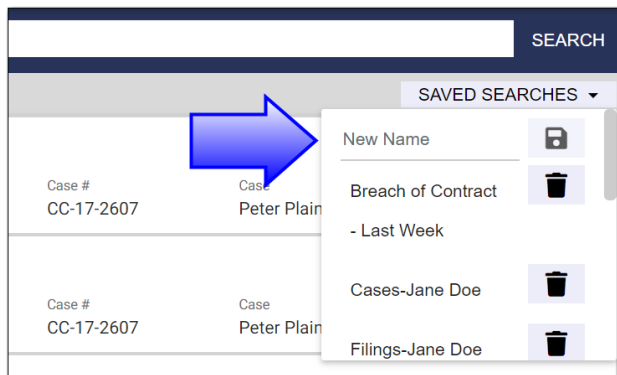 SEARCH
SAVED SEARCHES
New Name
Breach of Contract
- Last Week
Cases-Jane Doe
Filings-Jane Doe
Case #
Case
CC-17-2607
Peter Plain
Case #
Case
CC-17-2607
Peter Plain